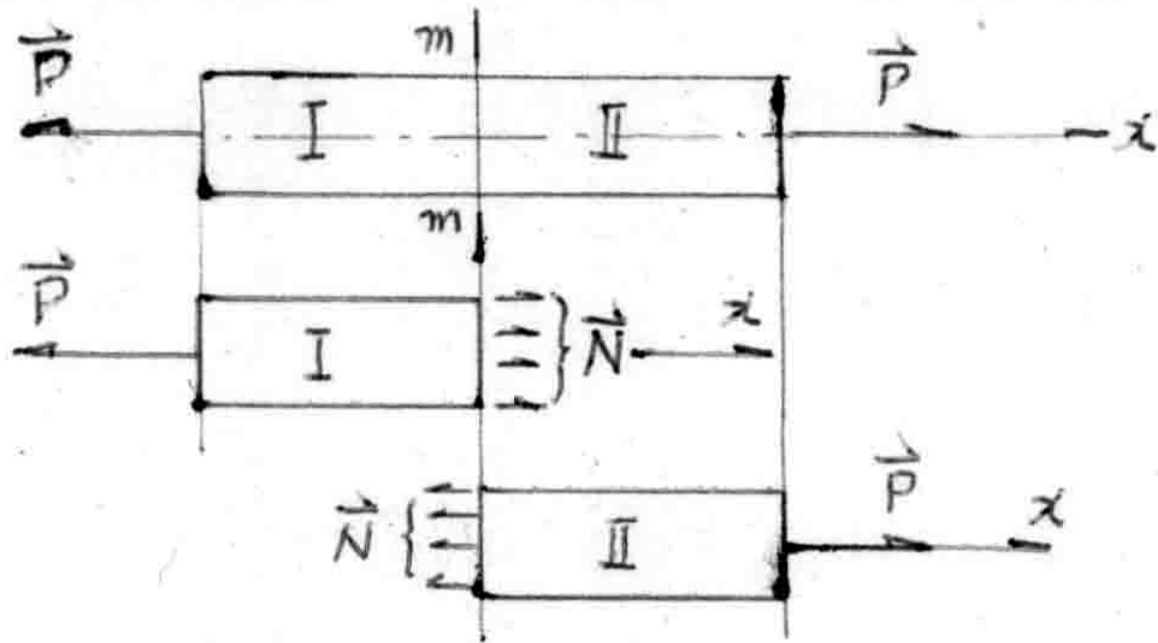 m
P⃗ I II P⃗ x
m
P⃗ I } N⃗ x
N⃗ { II P⃗ x